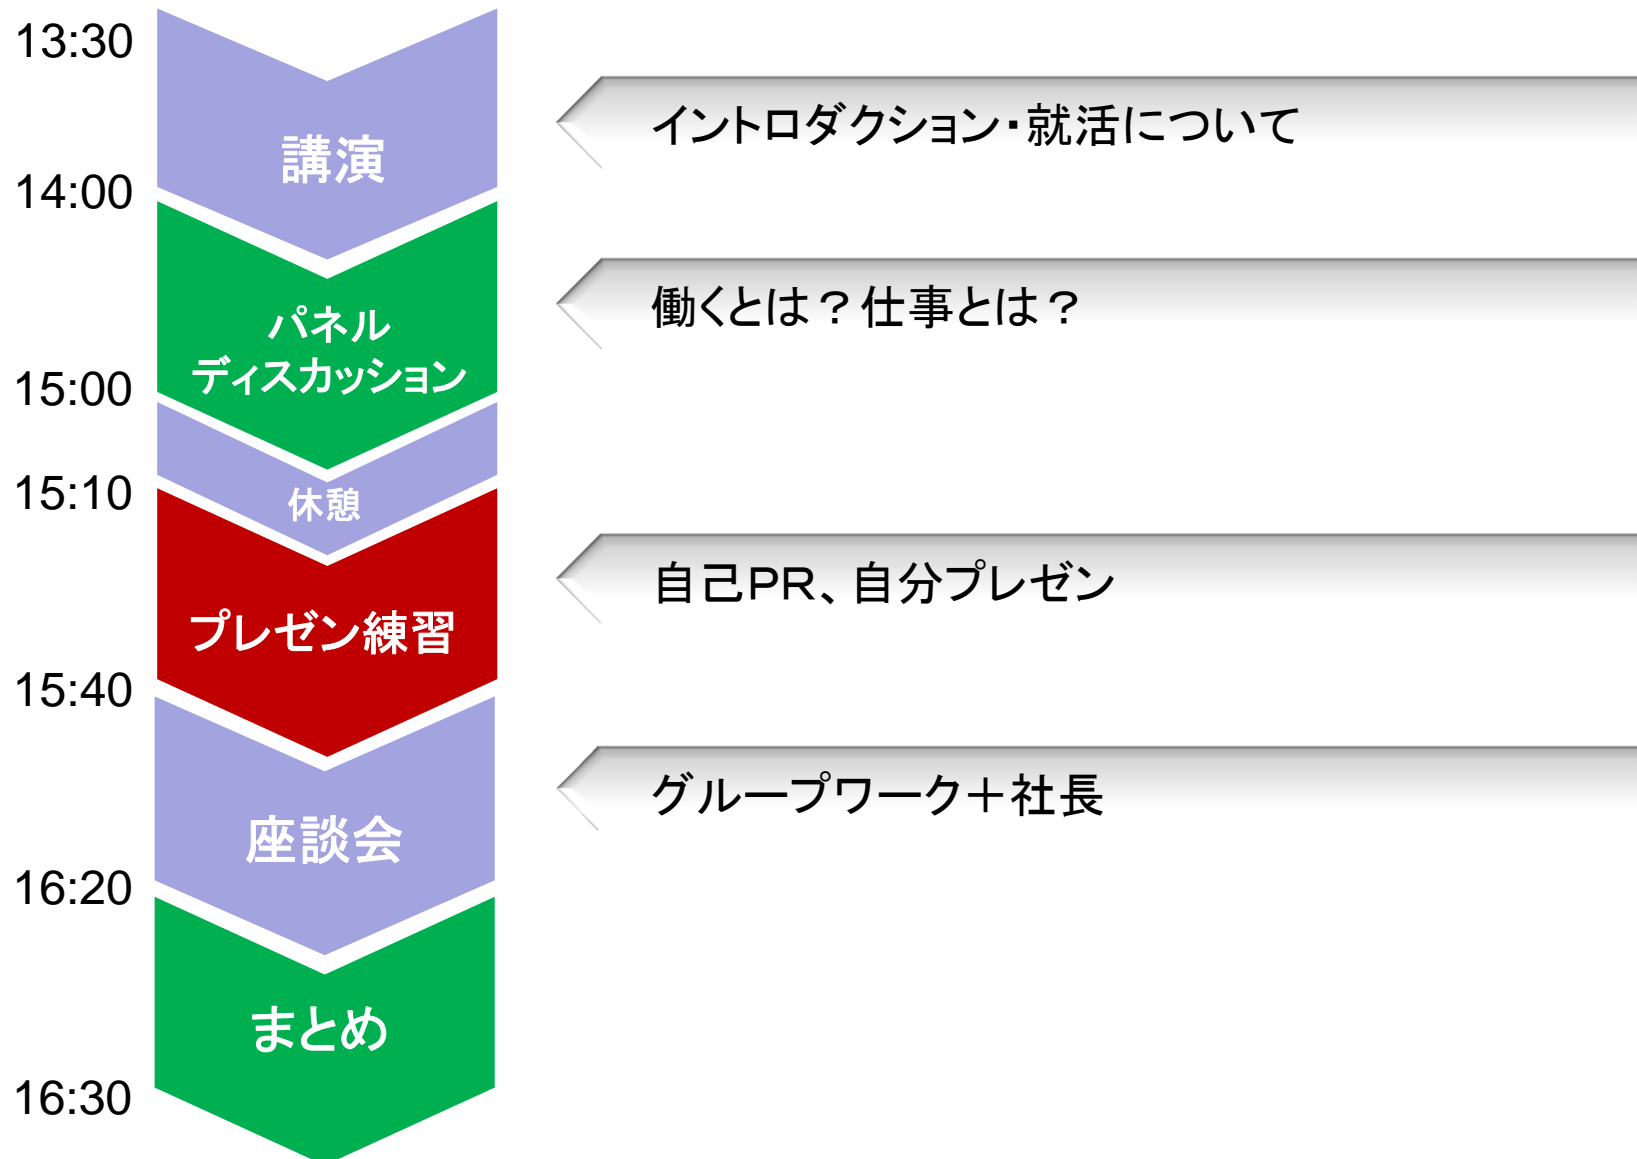 13:30
講演
イントロダクション・就活について
14:00
パネル
ディスカッション
働くとは？仕事とは？
15:00
休憩
15:10
プレゼン練習
自己PR、自分プレゼン
15:40
座談会
グループワーク＋社長
16:20
まとめ
16:30